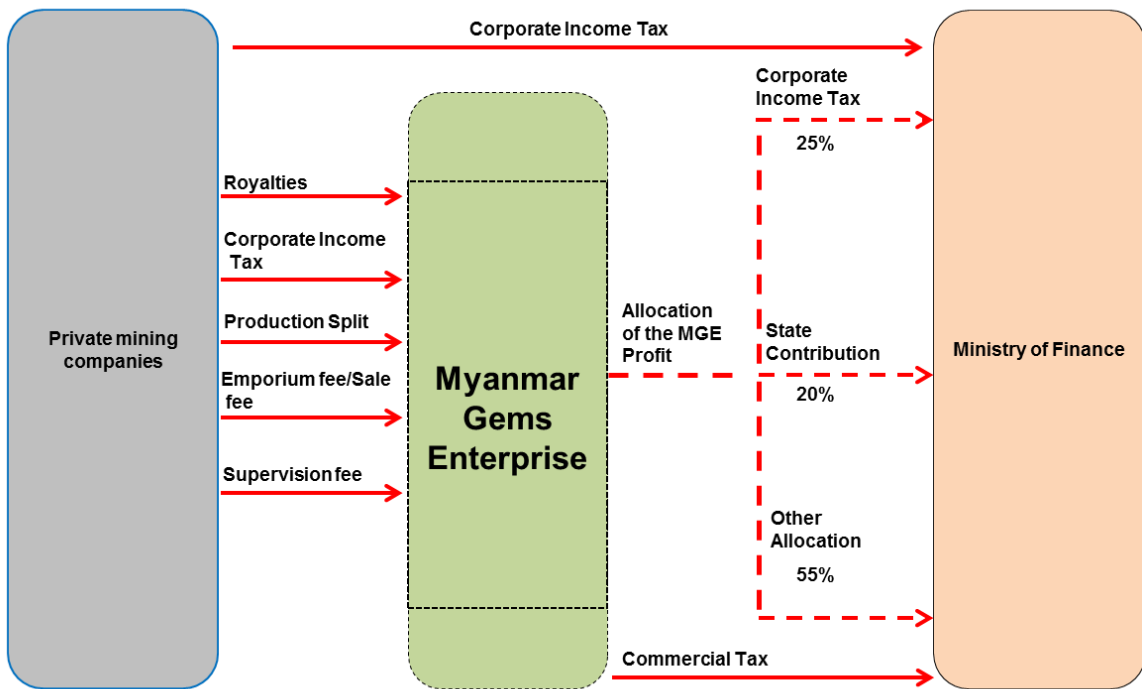 Corporate Income Tax
Corporate
Income Tax
25%
Royalties
Corporate Income
Tax
Production Split
Private mining
companies
Emporium fee/Sale
fee
Supervision fee
Myanmar
Gems
Enterprise
Allocation
of the MGE
Profit
State
Contribution
20%
Ministry of Finance
Other
Allocation
55%
Commercial Tax